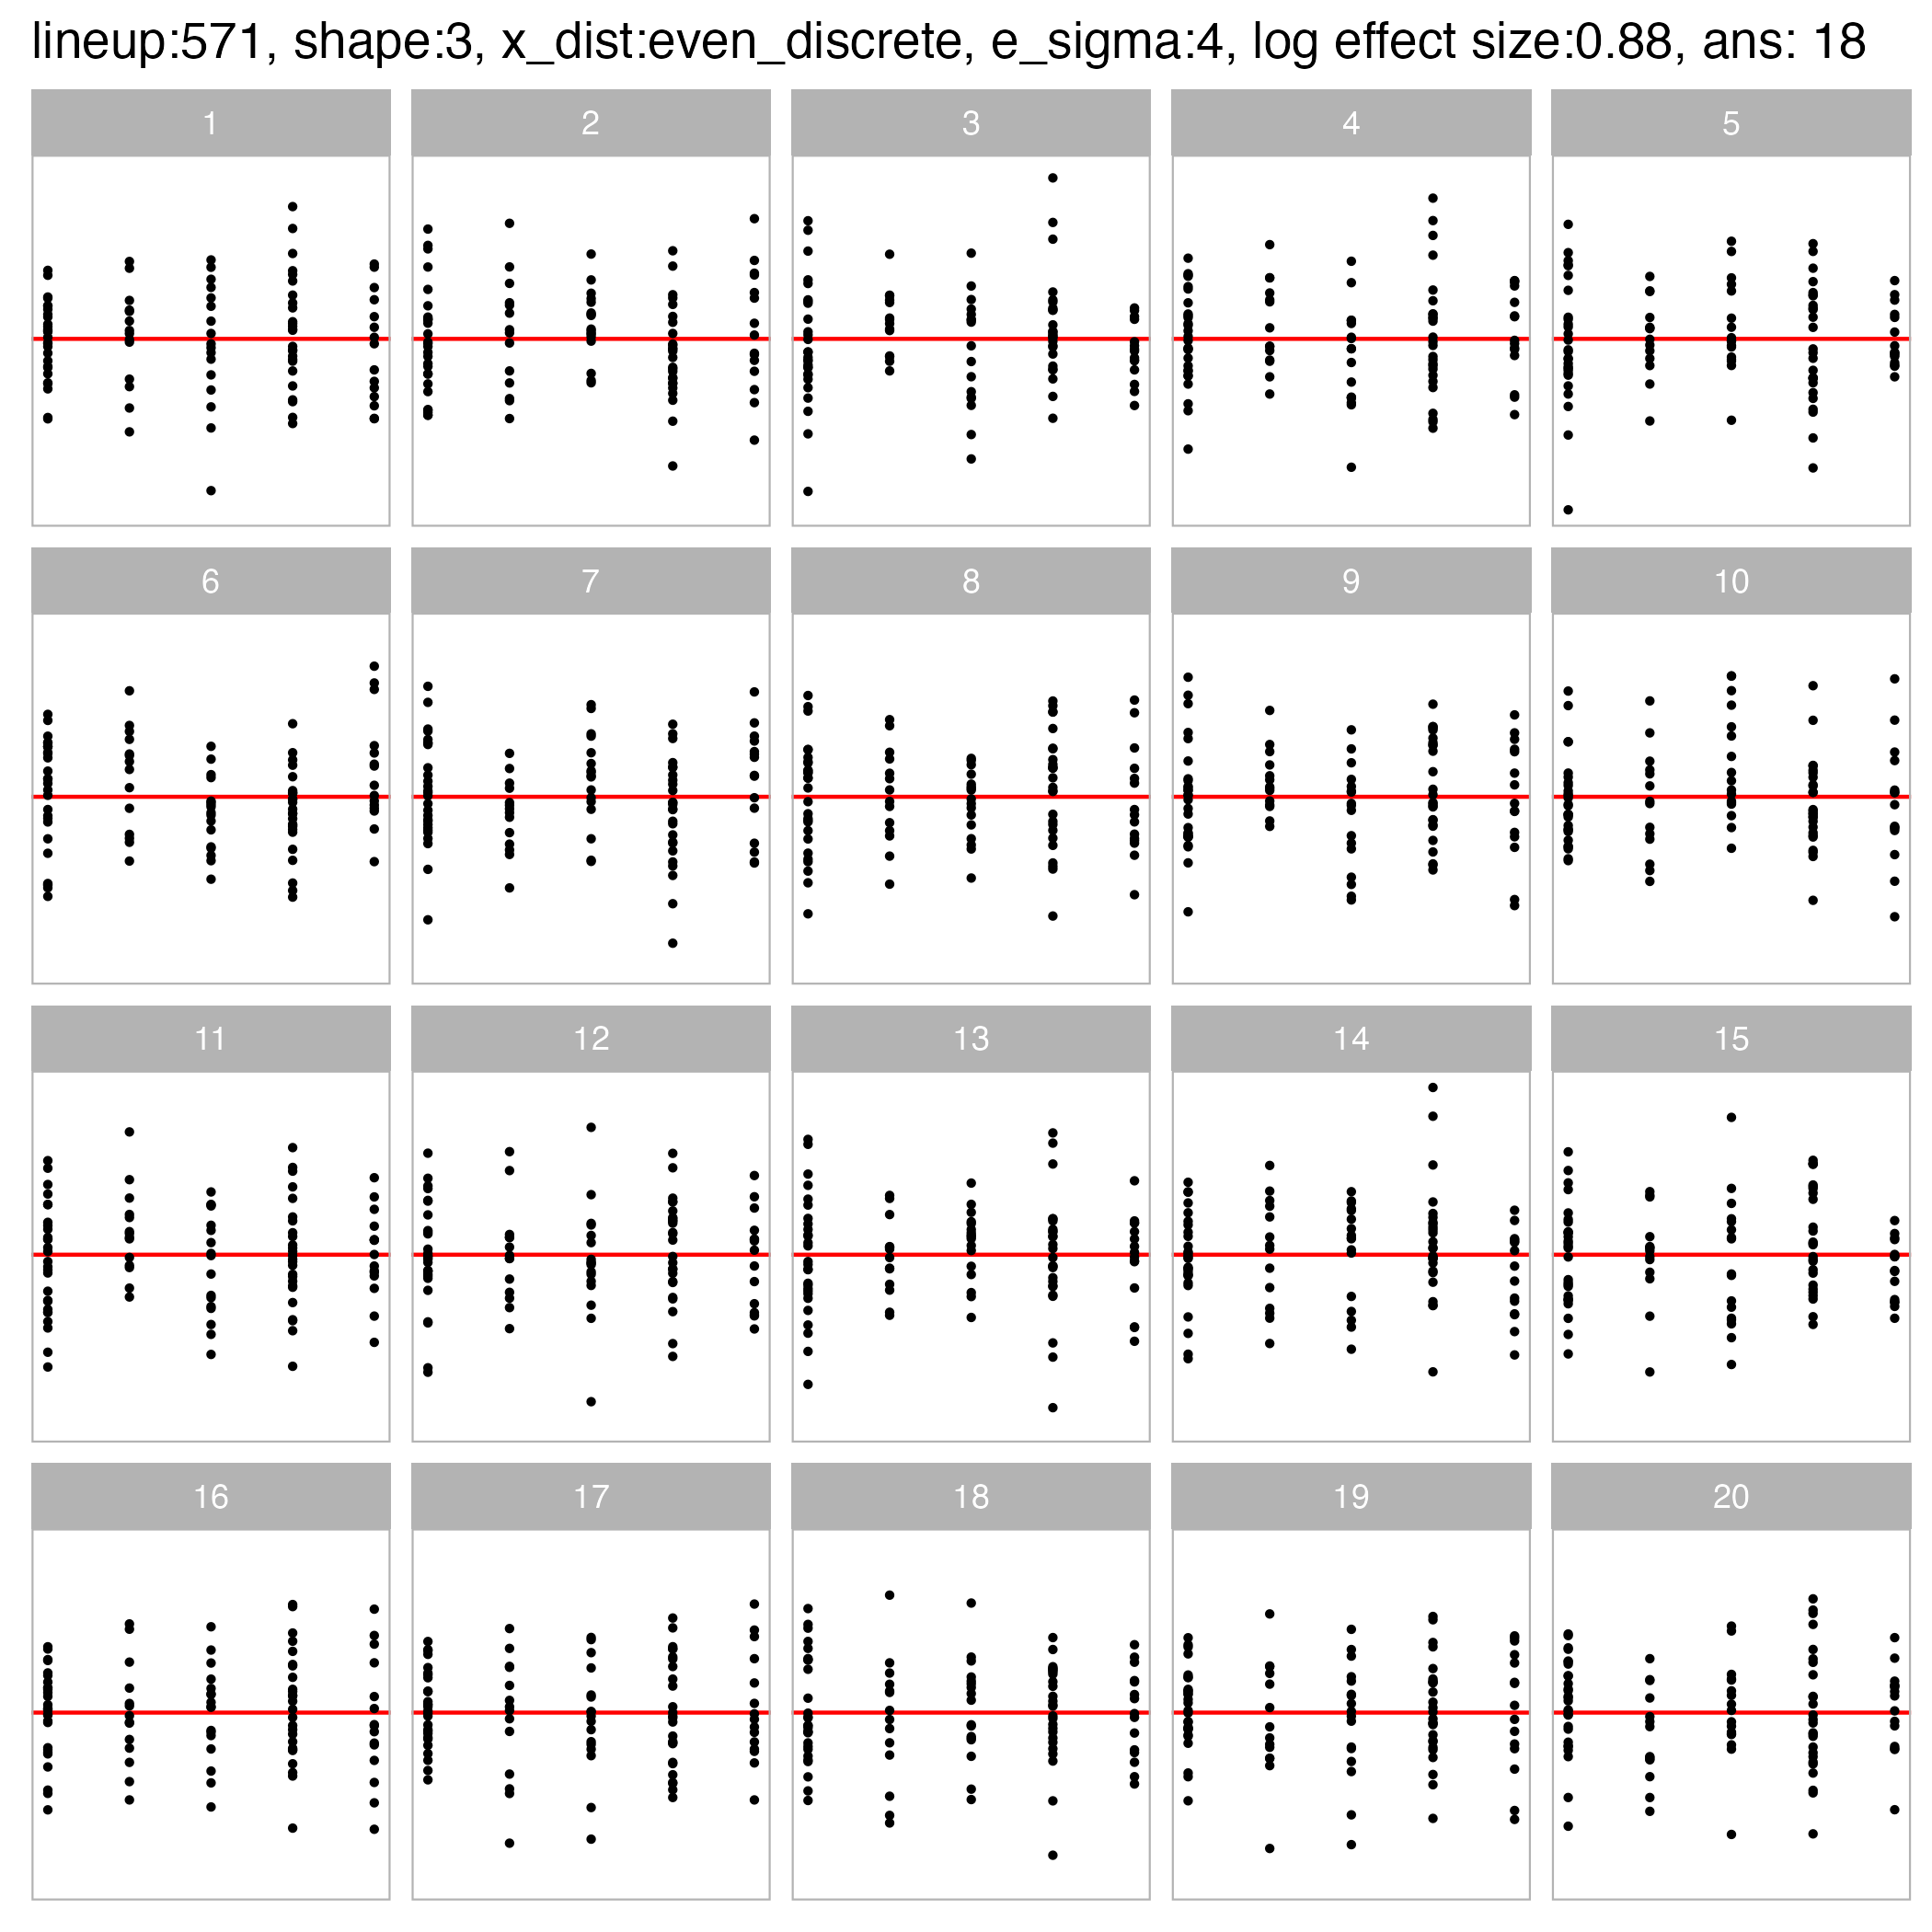 lineup:571, shape:3, x_dist:even_discrete, e_sigma:4, log effect size:0.88, ans: 18
1 2 3 4 5
6 7 8 9 10
11 12 13 14 15
16 17 18 19 20